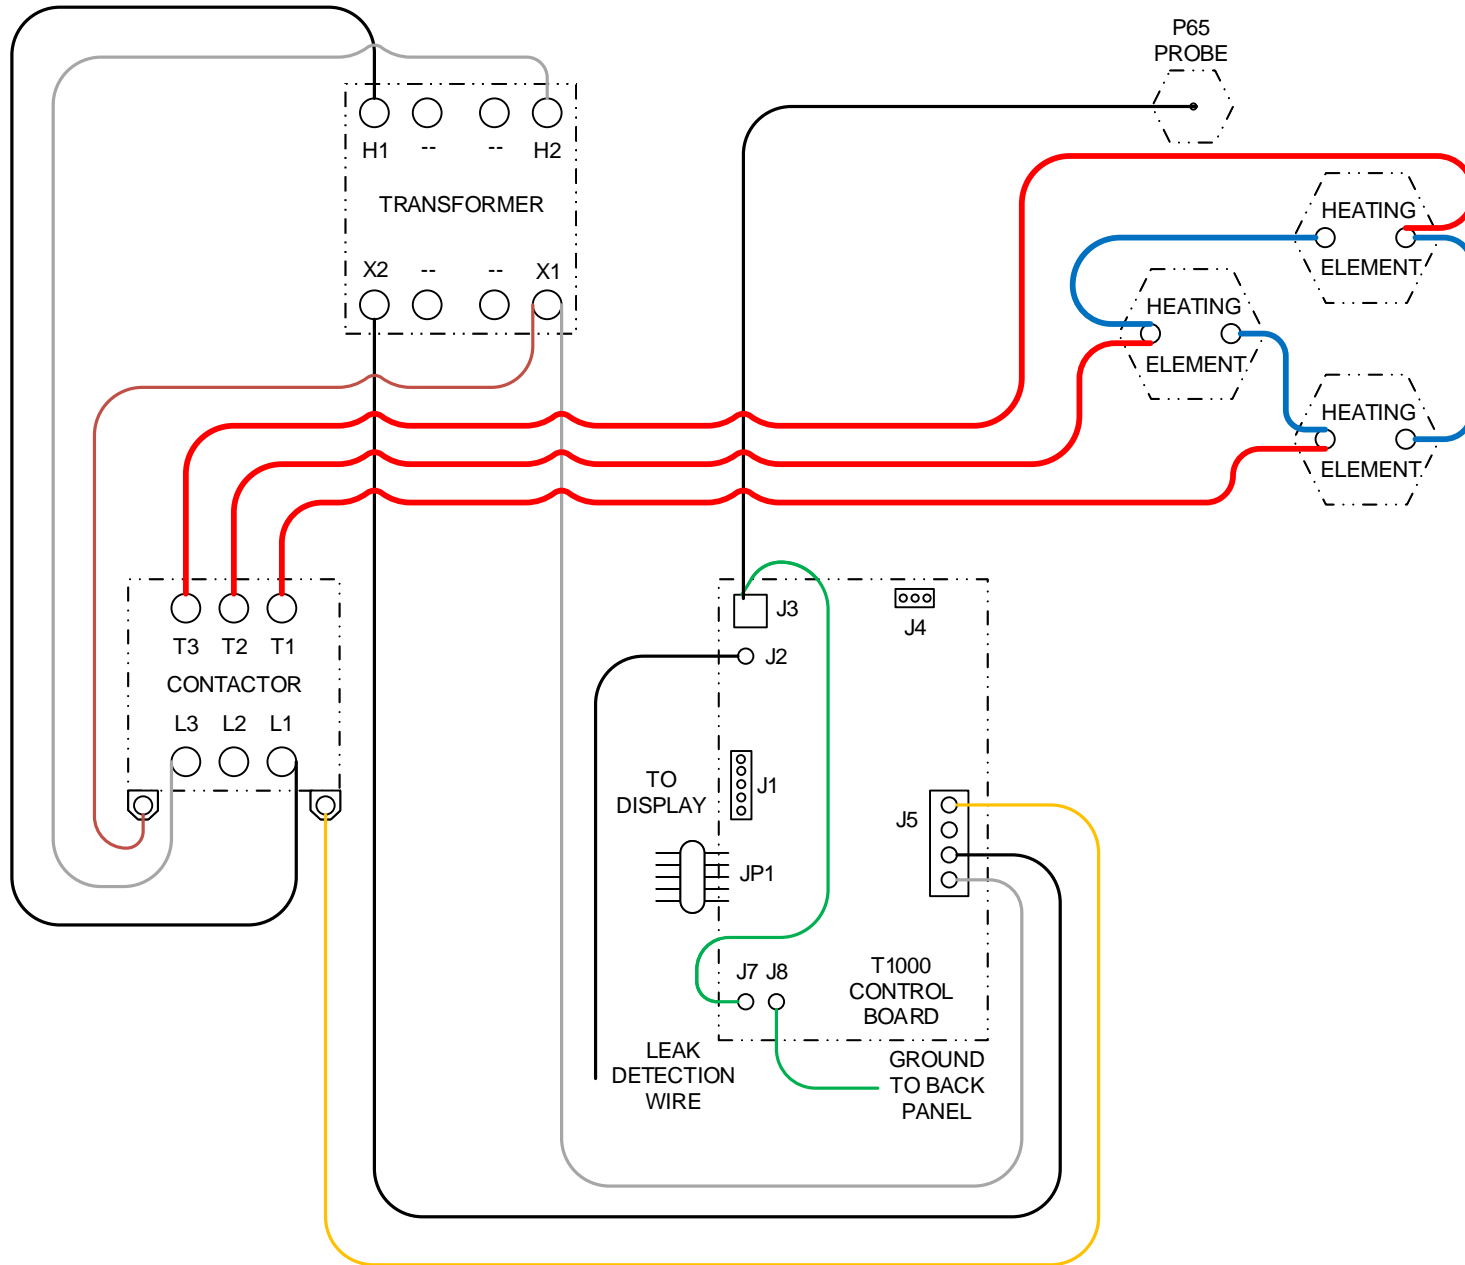 P65
PROBE
H1 -- -- H2
TRANSFORMER
X2 -- -- X1
HEATING
ELEMENT
HEATING
ELEMENT
HEATING
ELEMENT
T3 T2 T1
CONTACTOR
L3 L2 L1
J3
J4
J2
TO
DISPLAY
J1
J5
JP1
J7 J8
T1000
CONTROL
BOARD
LEAK
DETECTION
WIRE
GROUND
TO BACK
PANEL